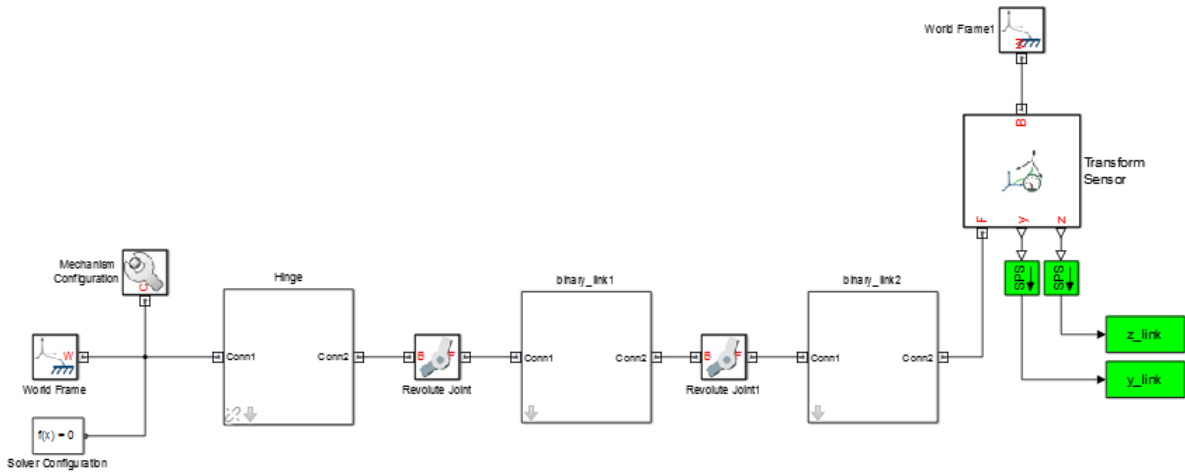 World Frame1
W
B
Transform
Sensor
F
y
z
SPS
SPS
Mechanism
Configuration
C
Hinge
binary_link1
binary_link2
z_link
W
Conn1
Conn2
B
F
Conn1
Conn2
B
F
Conn1
Conn2
World Frame
Revolute Joint
Revolute Joint1
y_link
f(x) = 0
Solver Configuration